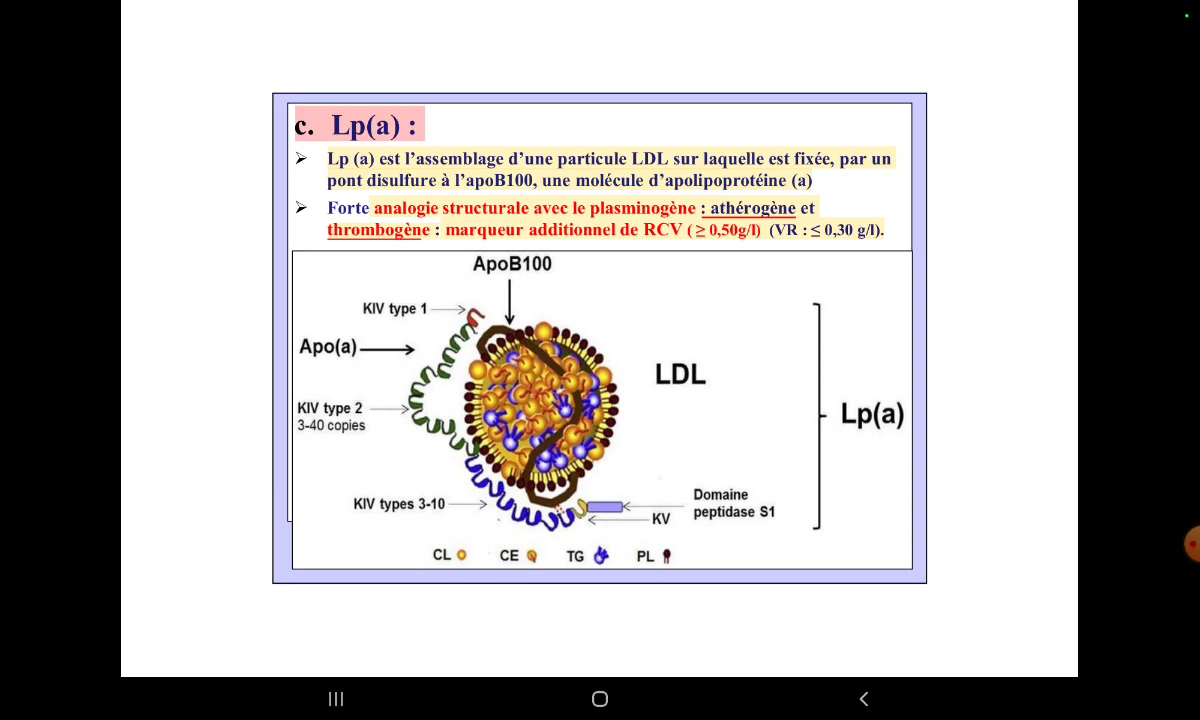 c. Lp(a) :
➢ Lp (a) est l’assemblage d’une particule LDL sur laquelle est fixée, par un
pont disulfure à l’apoB100, une molécule d’apolipoprotéine (a)
➢ Forte analogie structurale avec le plasminogène : athérogène et
thrombogène : marqueur additionnel de RCV ( ≥ 0,50g/l) (VR : ≤ 0,30 g/l).
ApoB100
KIV type 1
Apo(a)
LDL
KIV type 2
3-40 copies
Lp(a)
KIV types 3-10
Domaine
peptidase S1
KV
CL CE TG PL